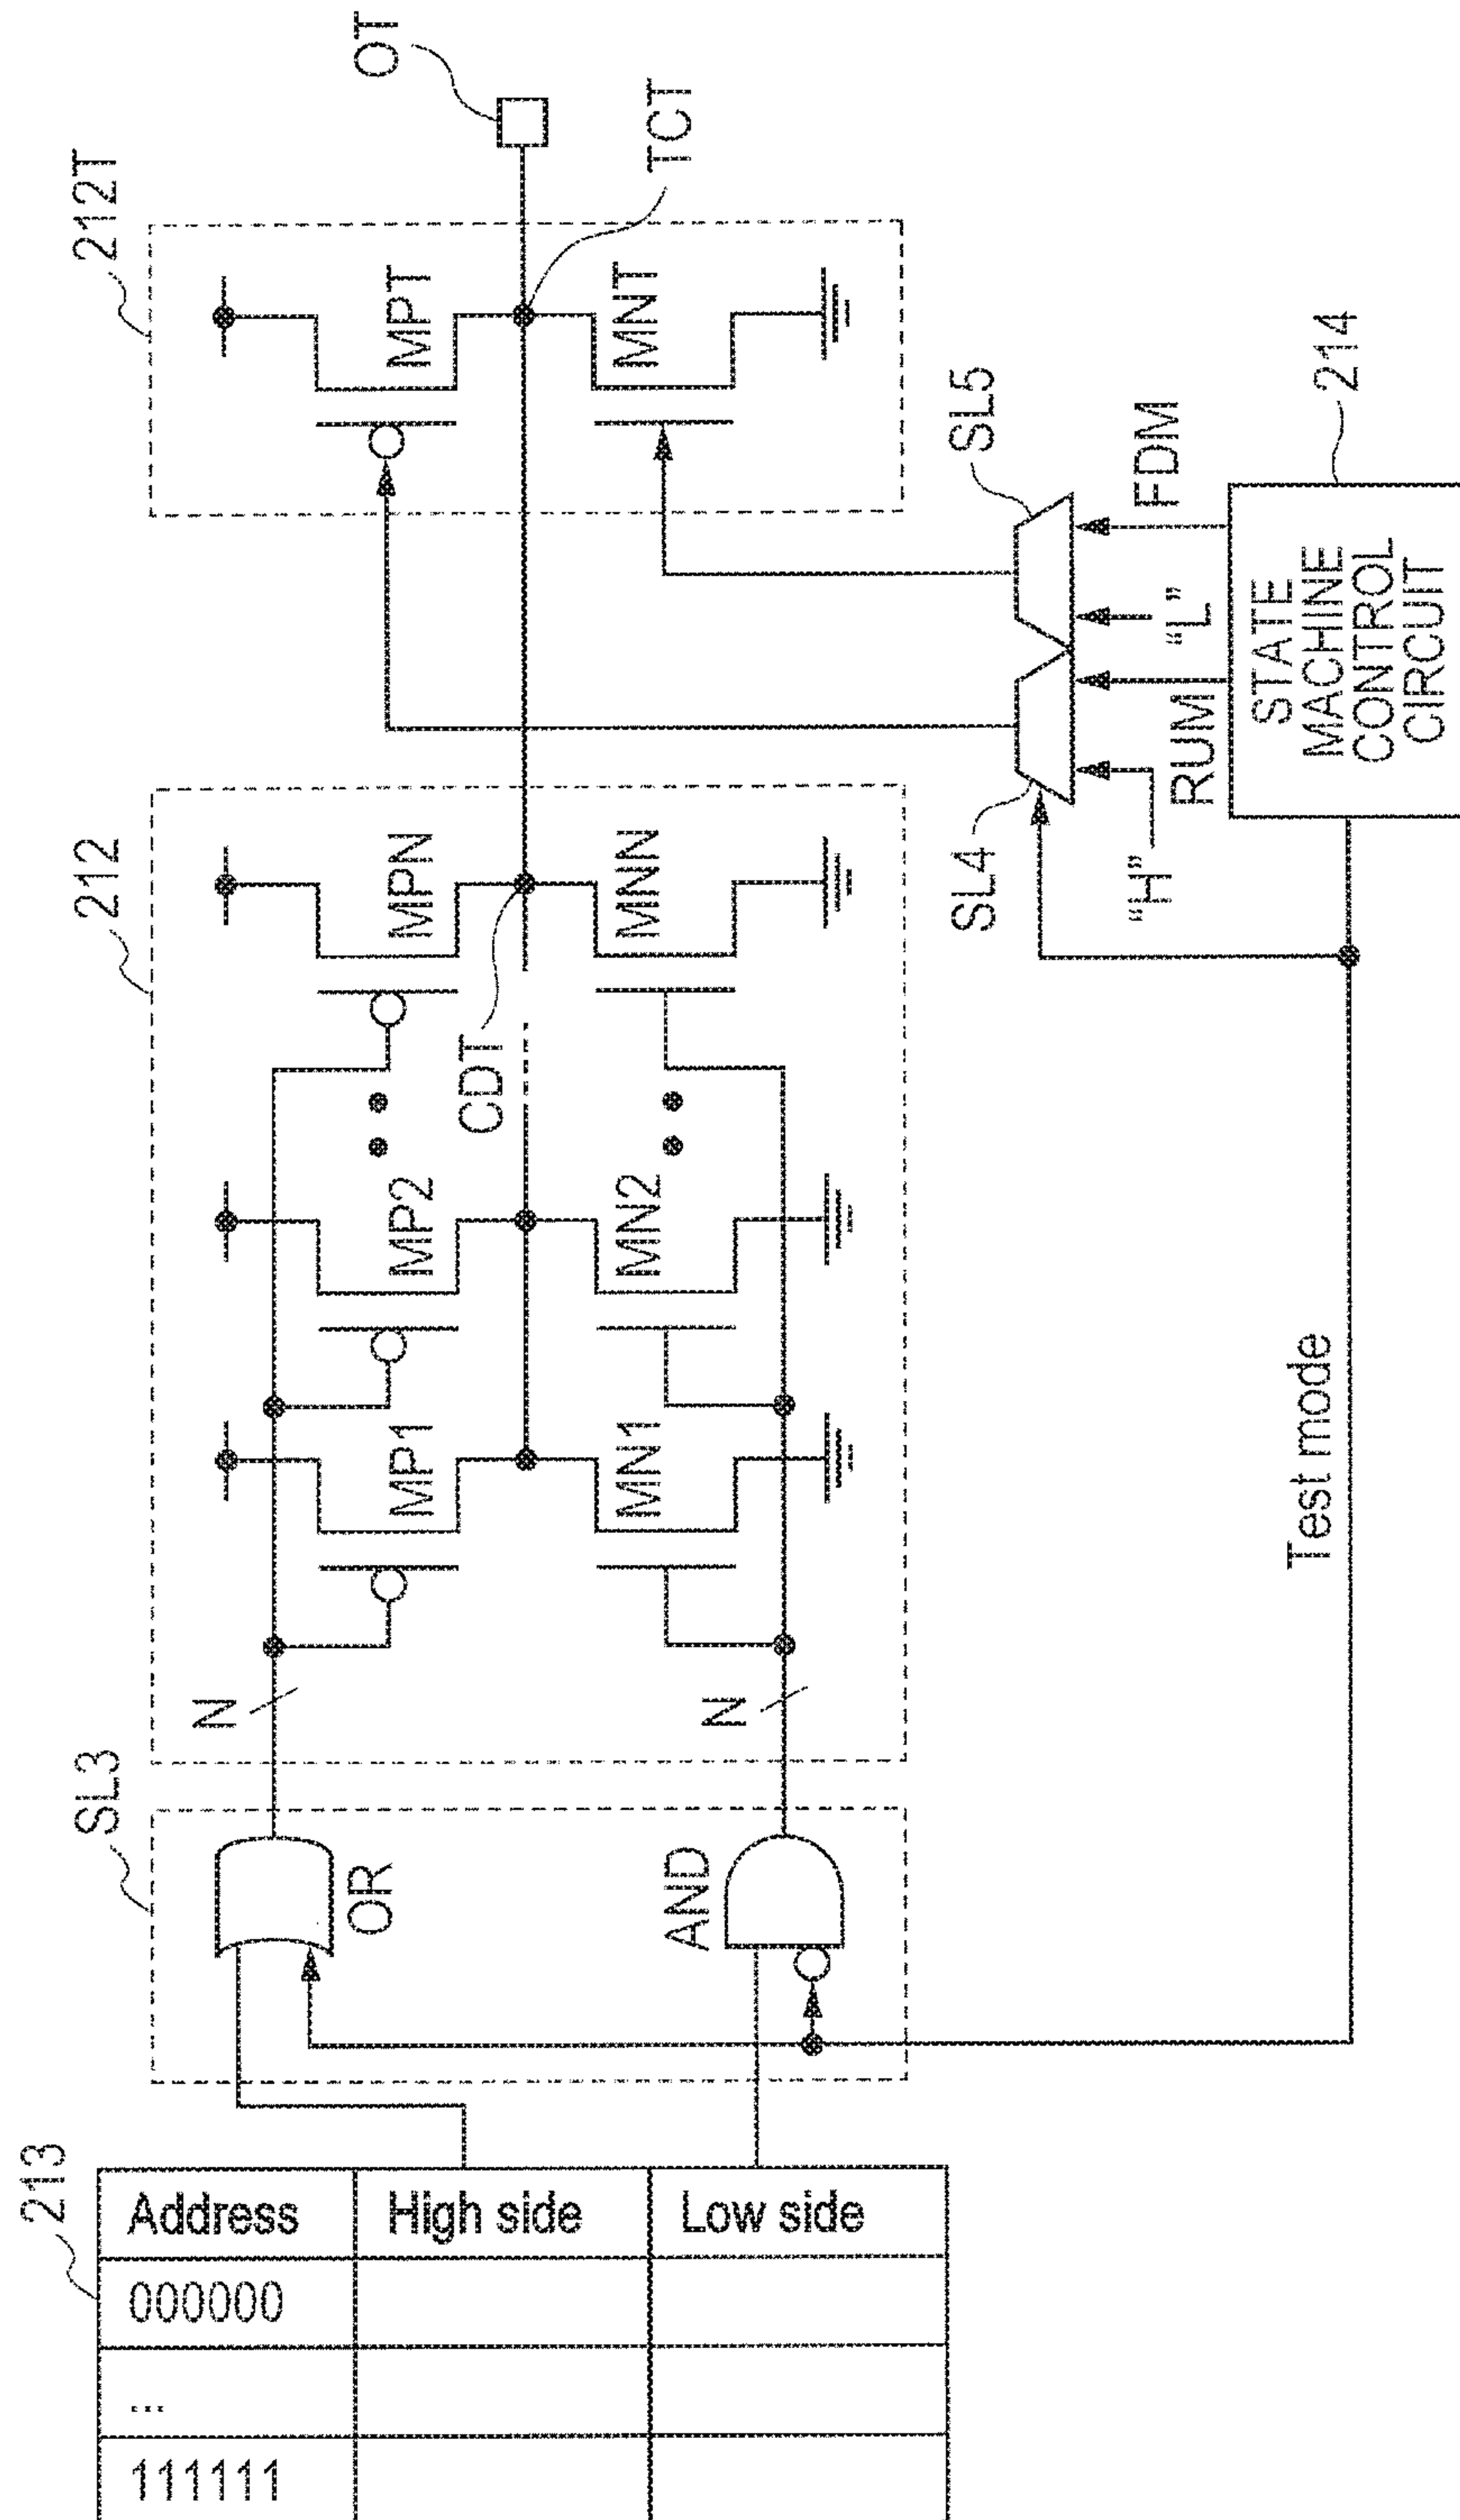 213
Address
High side
Low side
000000
...
111111
SL3
OR
AND
N
N
212
MP1
MP2
MPN
MN1
MN2
MNN
CDT
212T
MPT
MNT
OT
TCT
SL4
SL5
"H"
RUM
"L"
FDM
214
STATE
MACHINE
CONTROL
CIRCUIT
Test mode